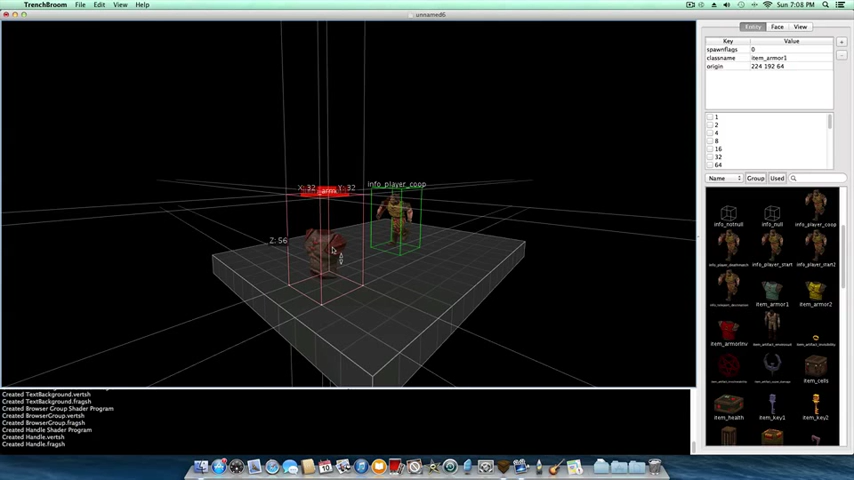 TrenchBroom File Edit View Help
Sun 7:08 PM
unnamed6
Entity Face View
Key Value
spawnflags 0
classname item_armor1
origin 224 192 64
1
2
4
8
16
32
64
Name Group Used
info_notnull info_null info_player_coop
info_player_deathmatch info_player_start info_player_start2
item_armor1 item_armor2
item_armorInv
item_cells
item_health item_key1 item_key2
X: 32 Y: 32
info_player_coop
Z: 56
Created TextBackground.vertsh
Created TextBackground.fragsh
Created Browser Group Shader Program
Created BrowserGroup.vertsh
Created BrowserGroup.fragsh
Created Handle Shader Program
Created Handle.vertsh
Created Handle.fragsh